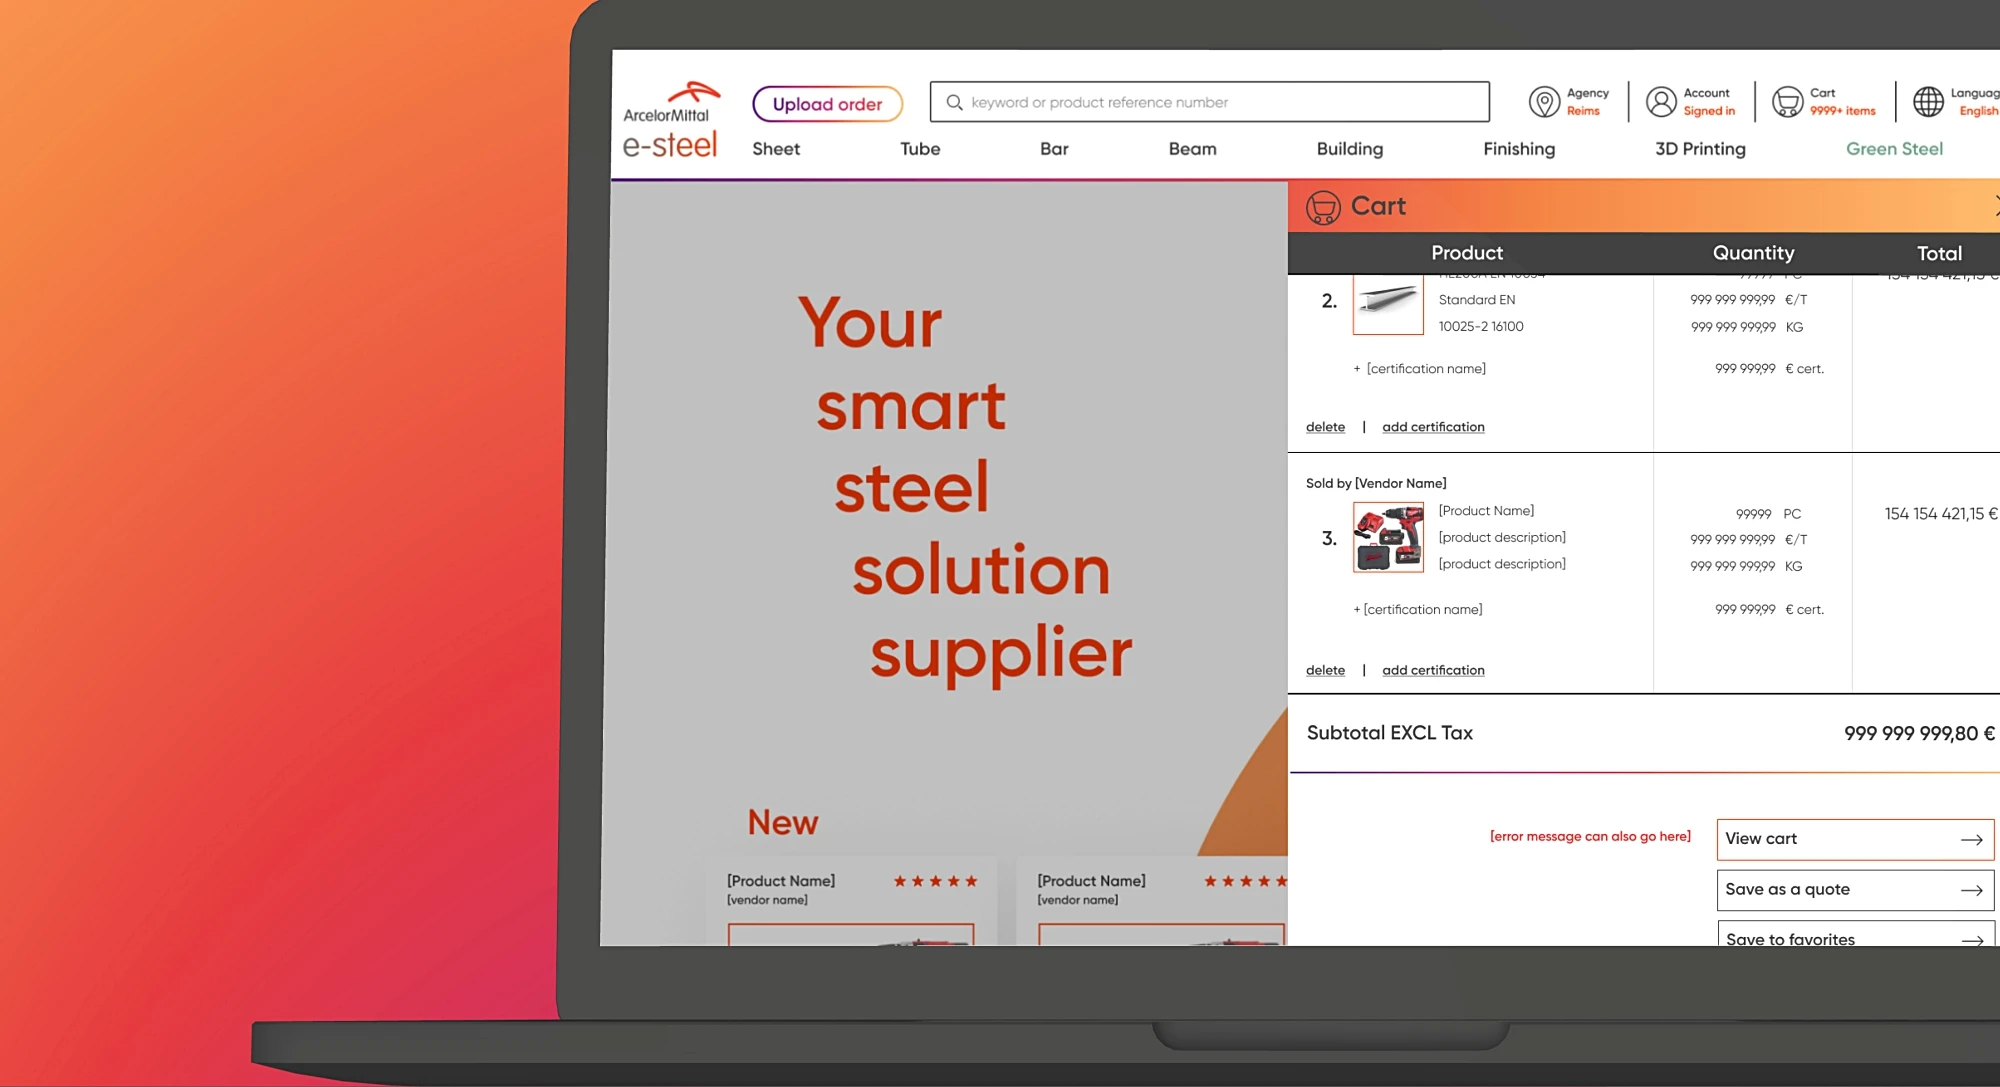 ArcelorMittal
e-steel
Upload order
keyword or product reference number
Agency
Reims
Account
Signed in
Cart
9999+ items
English
Sheet
Tube
Bar
Beam
Building
Finishing
3D Printing
Green Steel
Your
smart
steel
solution
supplier
New
[Product Name]
[vendor name]
[Product Name]
[vendor name]
Cart
Product Quantity Total
2.
Standard EN
10025-2 16100
999 999 999,99 €/T
999 999 999,99 KG
+ [certification name]
999 999,99 € cert.
delete | add certification
Sold by [Vendor Name]
3.
[Product Name]
[product description]
[product description]
99999 PC
999 999 999,99 €/T
999 999 999,99 KG
154 154 421,15 €
+ [certification name]
999 999,99 € cert.
delete | add certification
Subtotal EXCL Tax 999 999 999,80 €
[error message can also go here]
View cart
Save as a quote
Save to favorites